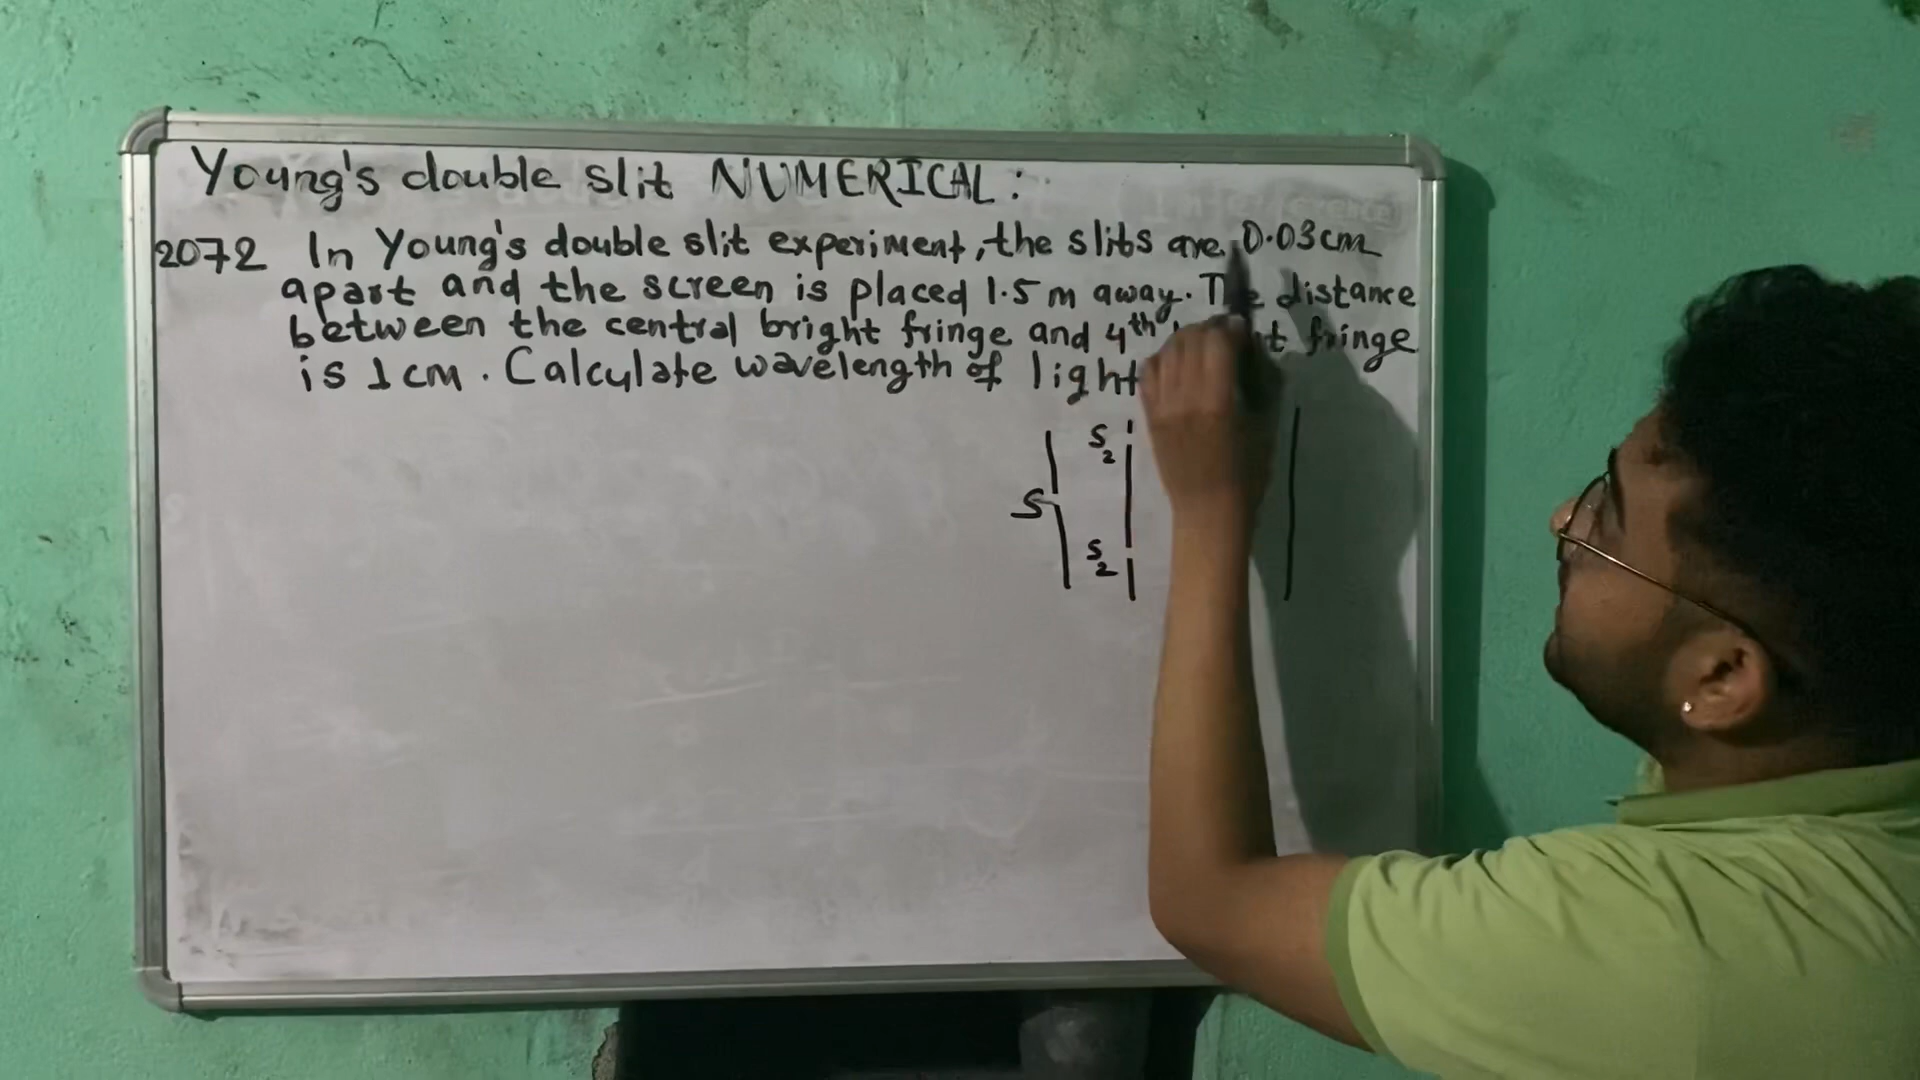 Young's double slit NUMERICAL:
2072 In Young's double slit experiment, the slits are 0.03cm
apart and the screen is placed 1.5m away. The distance
between the central bright fringe and 4th fringe
is 1cm. Calculate wavelength of light
S2
S
S2